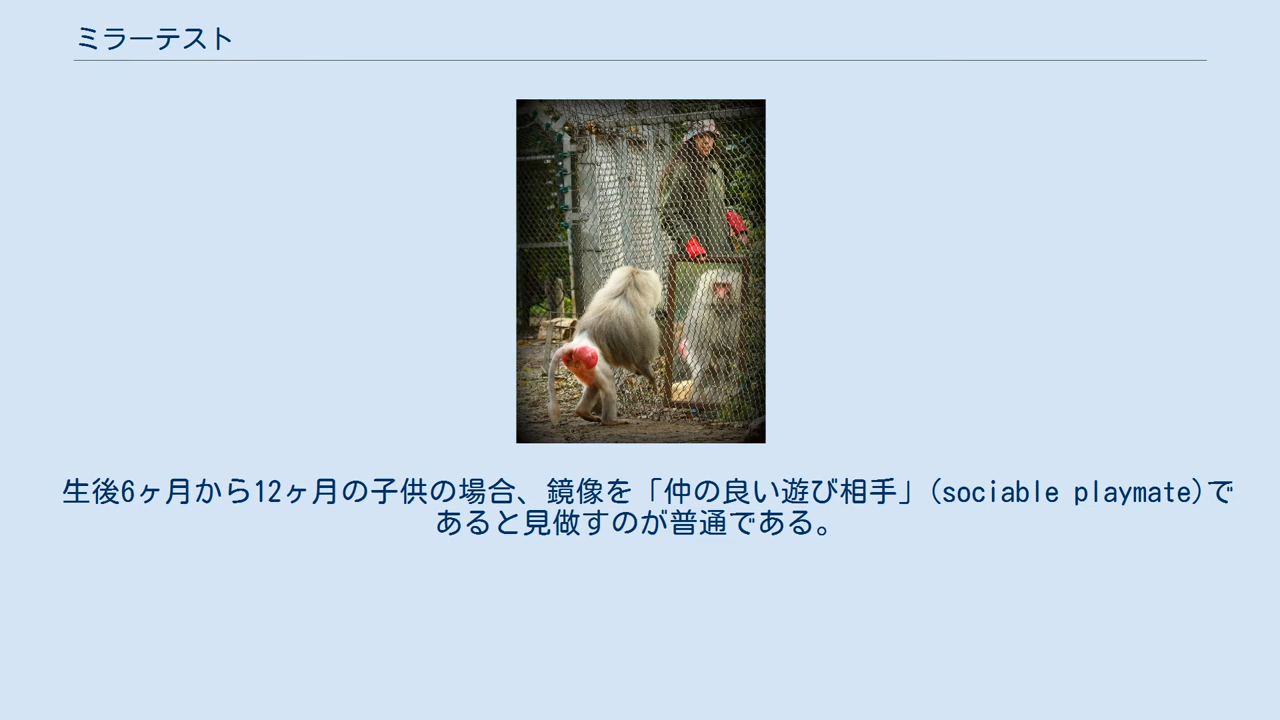 ミラーテスト
生後6ヶ月から12ヶ月の子供の場合、鏡像を「仲の良い遊び相手」(sociable playmate)で
あると見做すのが普通である。